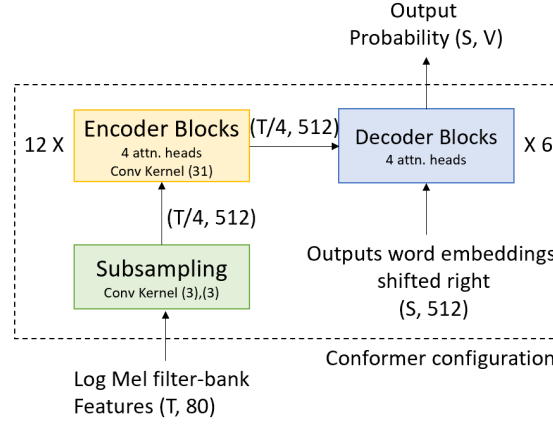 Output
Probability (S, V)
12 X
Encoder Blocks
4 attn. heads
Conv Kernel (31)
(T/4, 512)
Decoder Blocks
4 attn. heads
X 6
(T/4, 512)
Subsampling
Conv Kernel (3),(3)
Outputs word embeddings
shifted right
(S, 512)
Conformer configuration
Log Mel filter-bank
Features (T, 80)